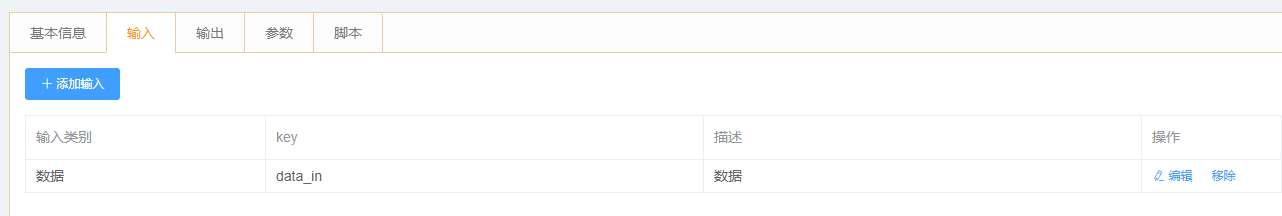 基本信息 输入 输出 参数 脚本
添加输入
输入类别 key 描述 操作
数据 data_in 数据 编辑 移除